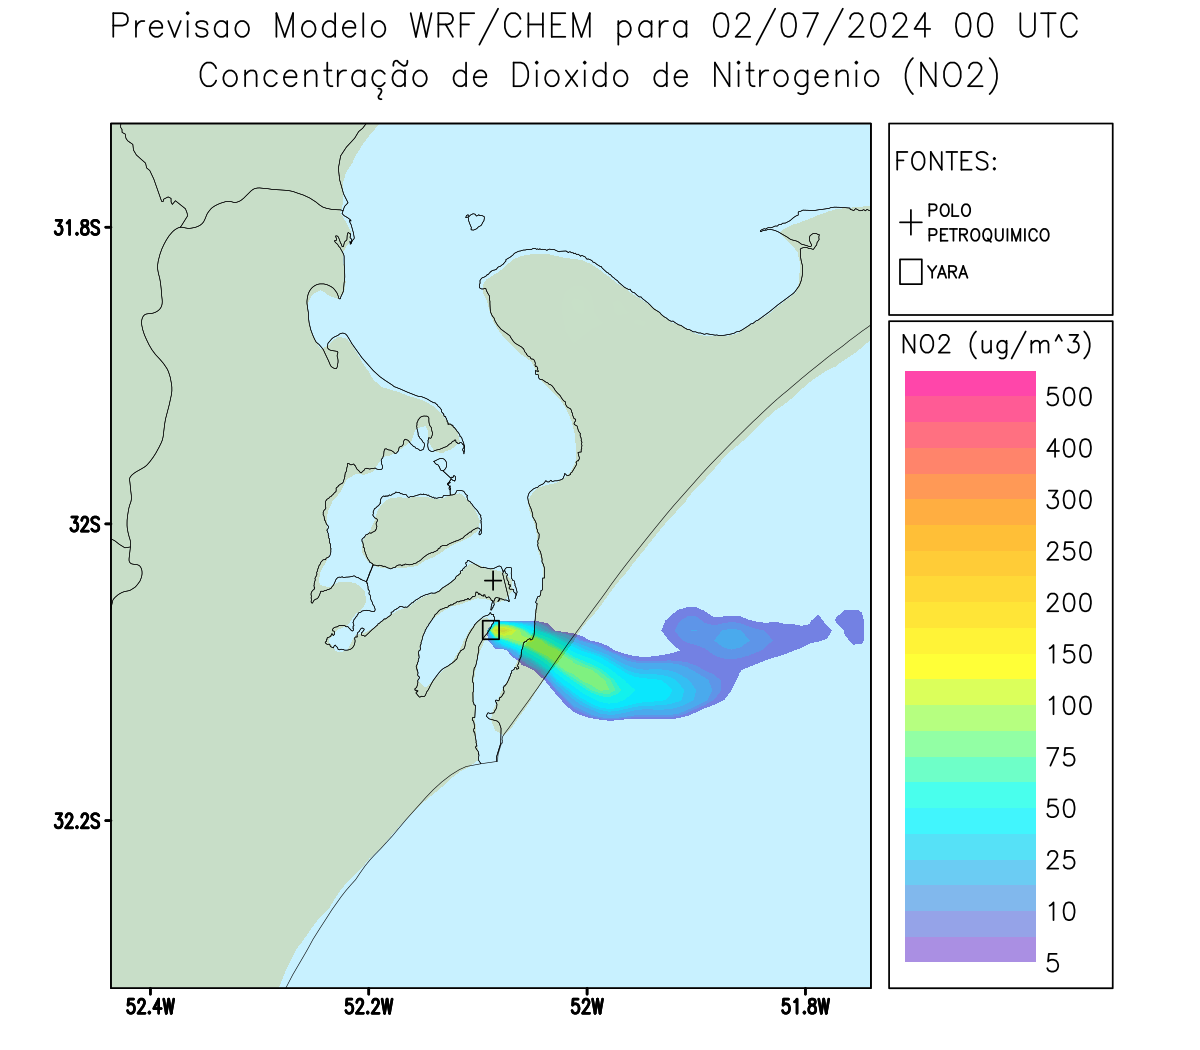 Previsao Modelo WRF/CHEM para 02/07/2024 00 UTC
Concentração de Dioxido de Nitrogenio (NO2)
FONTES:
POLO
PETROQUIMICO
YARA
31.8S
32S
32.2S
52.4W
52.2W
52W
51.8W
NO2 (ug/m^3)
500
400
300
250
200
150
100
75
50
25
10
5